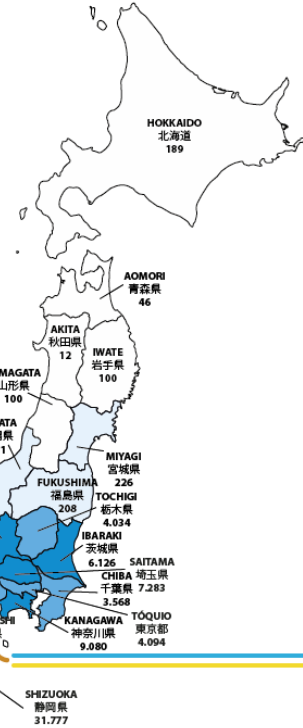 HOKKAIDO
北海道
189
AOMORI
青森県
46
AKITA
秋田県
12
IWATE
岩手県
100
MAGATA
山形県
100
ATA
県
1
MIYAGI
宮城県
226
FUKUSHIMA
福島県
208
TOCHIGI
栃木県
4.034
IBARAKI
茨城県
6.126
SAITAMA
埼玉県
7.283
CHIBA
千葉県
3.568
TÓQUIO
東京都
4.094
SHI
KANAGAWA
神奈川県
9.080
SHIZUOKA
静岡県
31.777